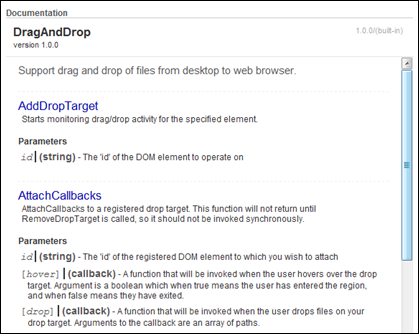 Documentation
DragAndDrop
1.0.0/(built-in)
version 1.0.0
Support drag and drop of files from desktop to web browser.
AddDropTarget
Starts monitoring drag/drop activity for the specified element.
Parameters
id | (string) - The 'id' of the DOM element to operate on
AttachCallbacks
AttachCallbacks to a registered drop target. This function will not return until
RemoveDropTarget is called, so it should not be invoked synchronously.
Parameters
id | (string) - The 'id' of the registered DOM element to which you wish to attach
[hover] | (callback) - A function that will be invoked when the user hovers over the drop
target. Argument is a boolean which when true means the user has entered the region,
and when false means they have exited.
[drop] | (callback) - A function that will be invoked when the user drops files on your
drop target. Arguments to the callback are an array of paths.